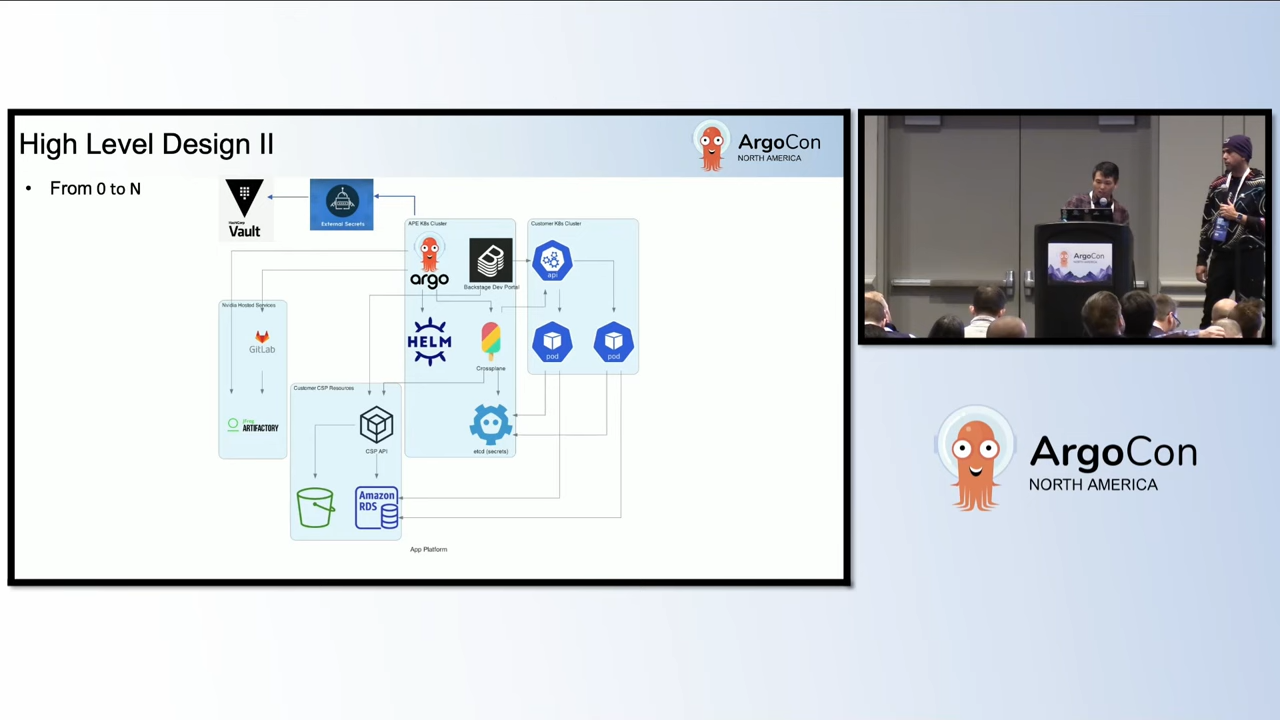 High Level Design II
ArgoCon
NORTH AMERICA
• From 0 to N
HashiCorp
Vault
External Secrets
APE K8s Cluster
Customer K8s Cluster
argo
Backstage Dev Portal
api
Nvidia Hosted Services
GitLab
HELM
Crossplane
pod
pod
Customer CSP Resources
JFrog
ARTIFACTORY
CSP API
etcd (secrets)
Amazon
RDS
App Platform
ArgoCon
NORTH AMERICA
ArgoCon
NORTH AMERICA